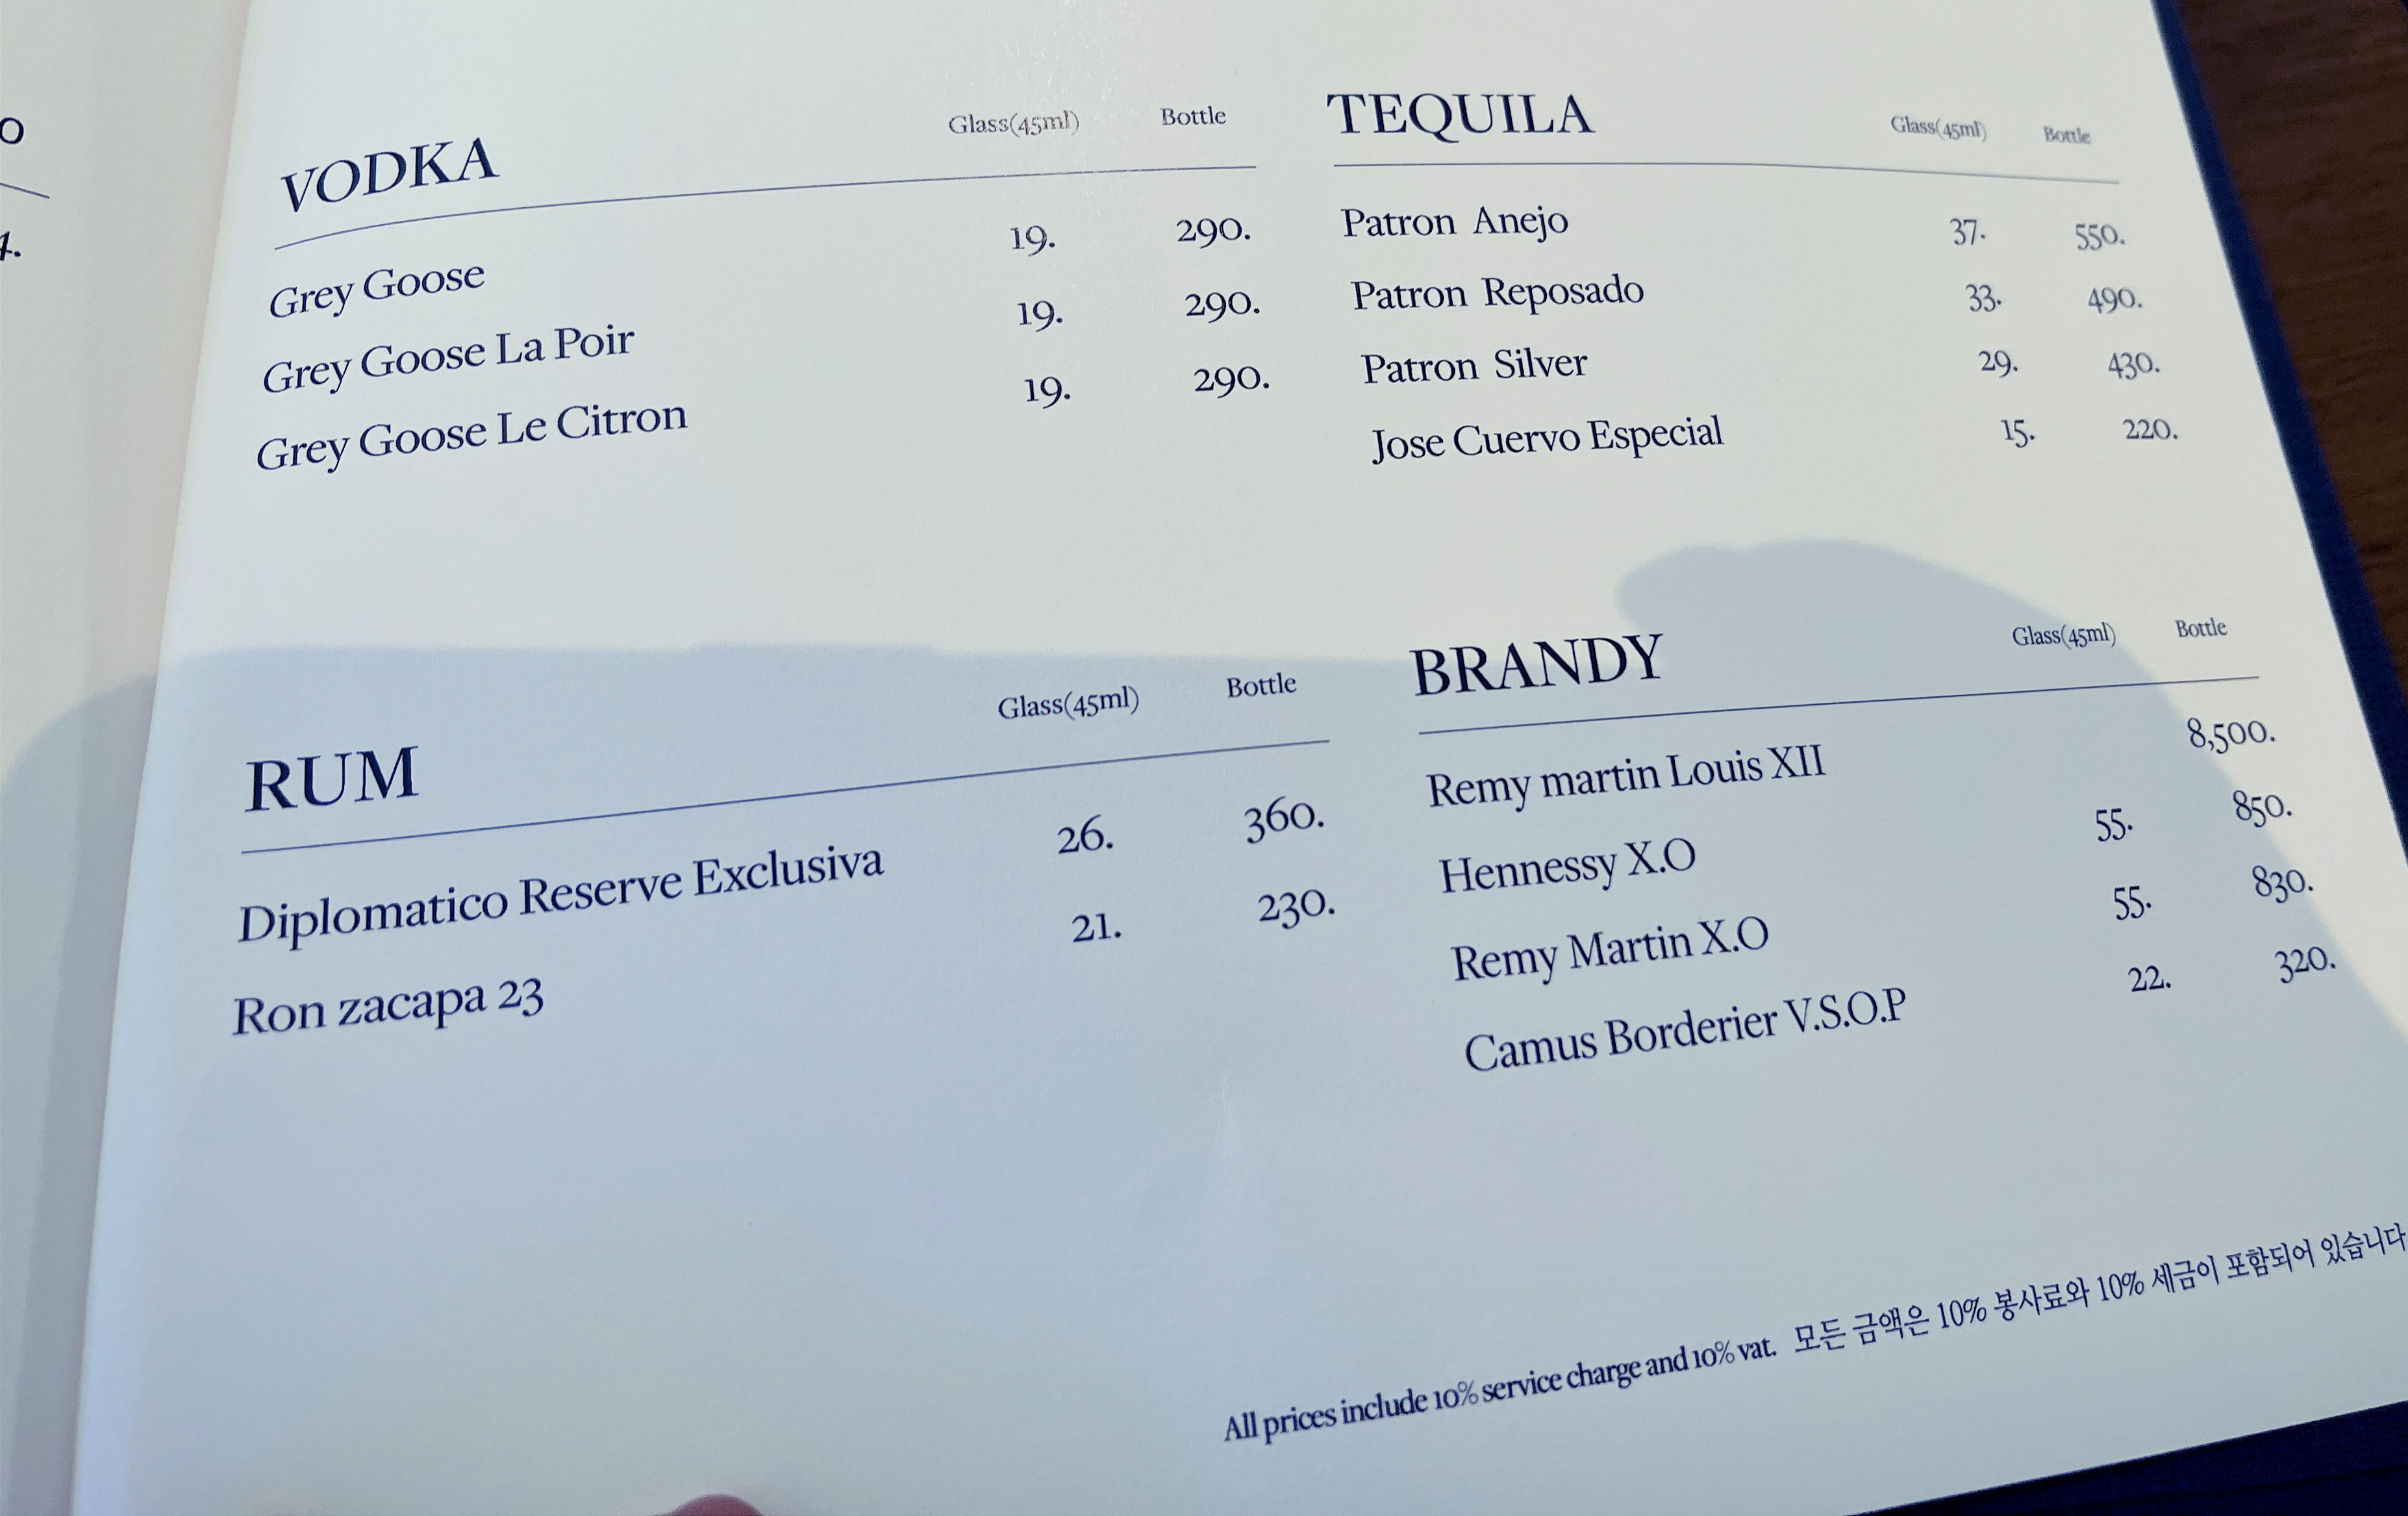 O
4.
VODKA Glass(45ml) Bottle
Grey Goose 19. 290.
Grey Goose La Poir 19. 290.
Grey Goose Le Citron 19. 290.
TEQUILA Glass(45ml) Bottle
Patron Anejo 37. 550.
Patron Reposado 33. 490.
Patron Silver 29. 430.
Jose Cuervo Especial 15. 220.
RUM Glass(45ml) Bottle
Diplomatico Reserve Exclusiva 26. 360.
Ron zacapa 23 21. 230.
BRANDY Glass(45ml) Bottle
Remy martin Louis XII 8,500.
Hennessy X.O 55. 850.
Remy Martin X.O 55. 830.
Camus Borderier V.S.O.P 22. 320.
All prices include 10% service charge and 10% vat. 모든 금액은 10% 봉사료와 10% 세금이 포함되어 있습니다